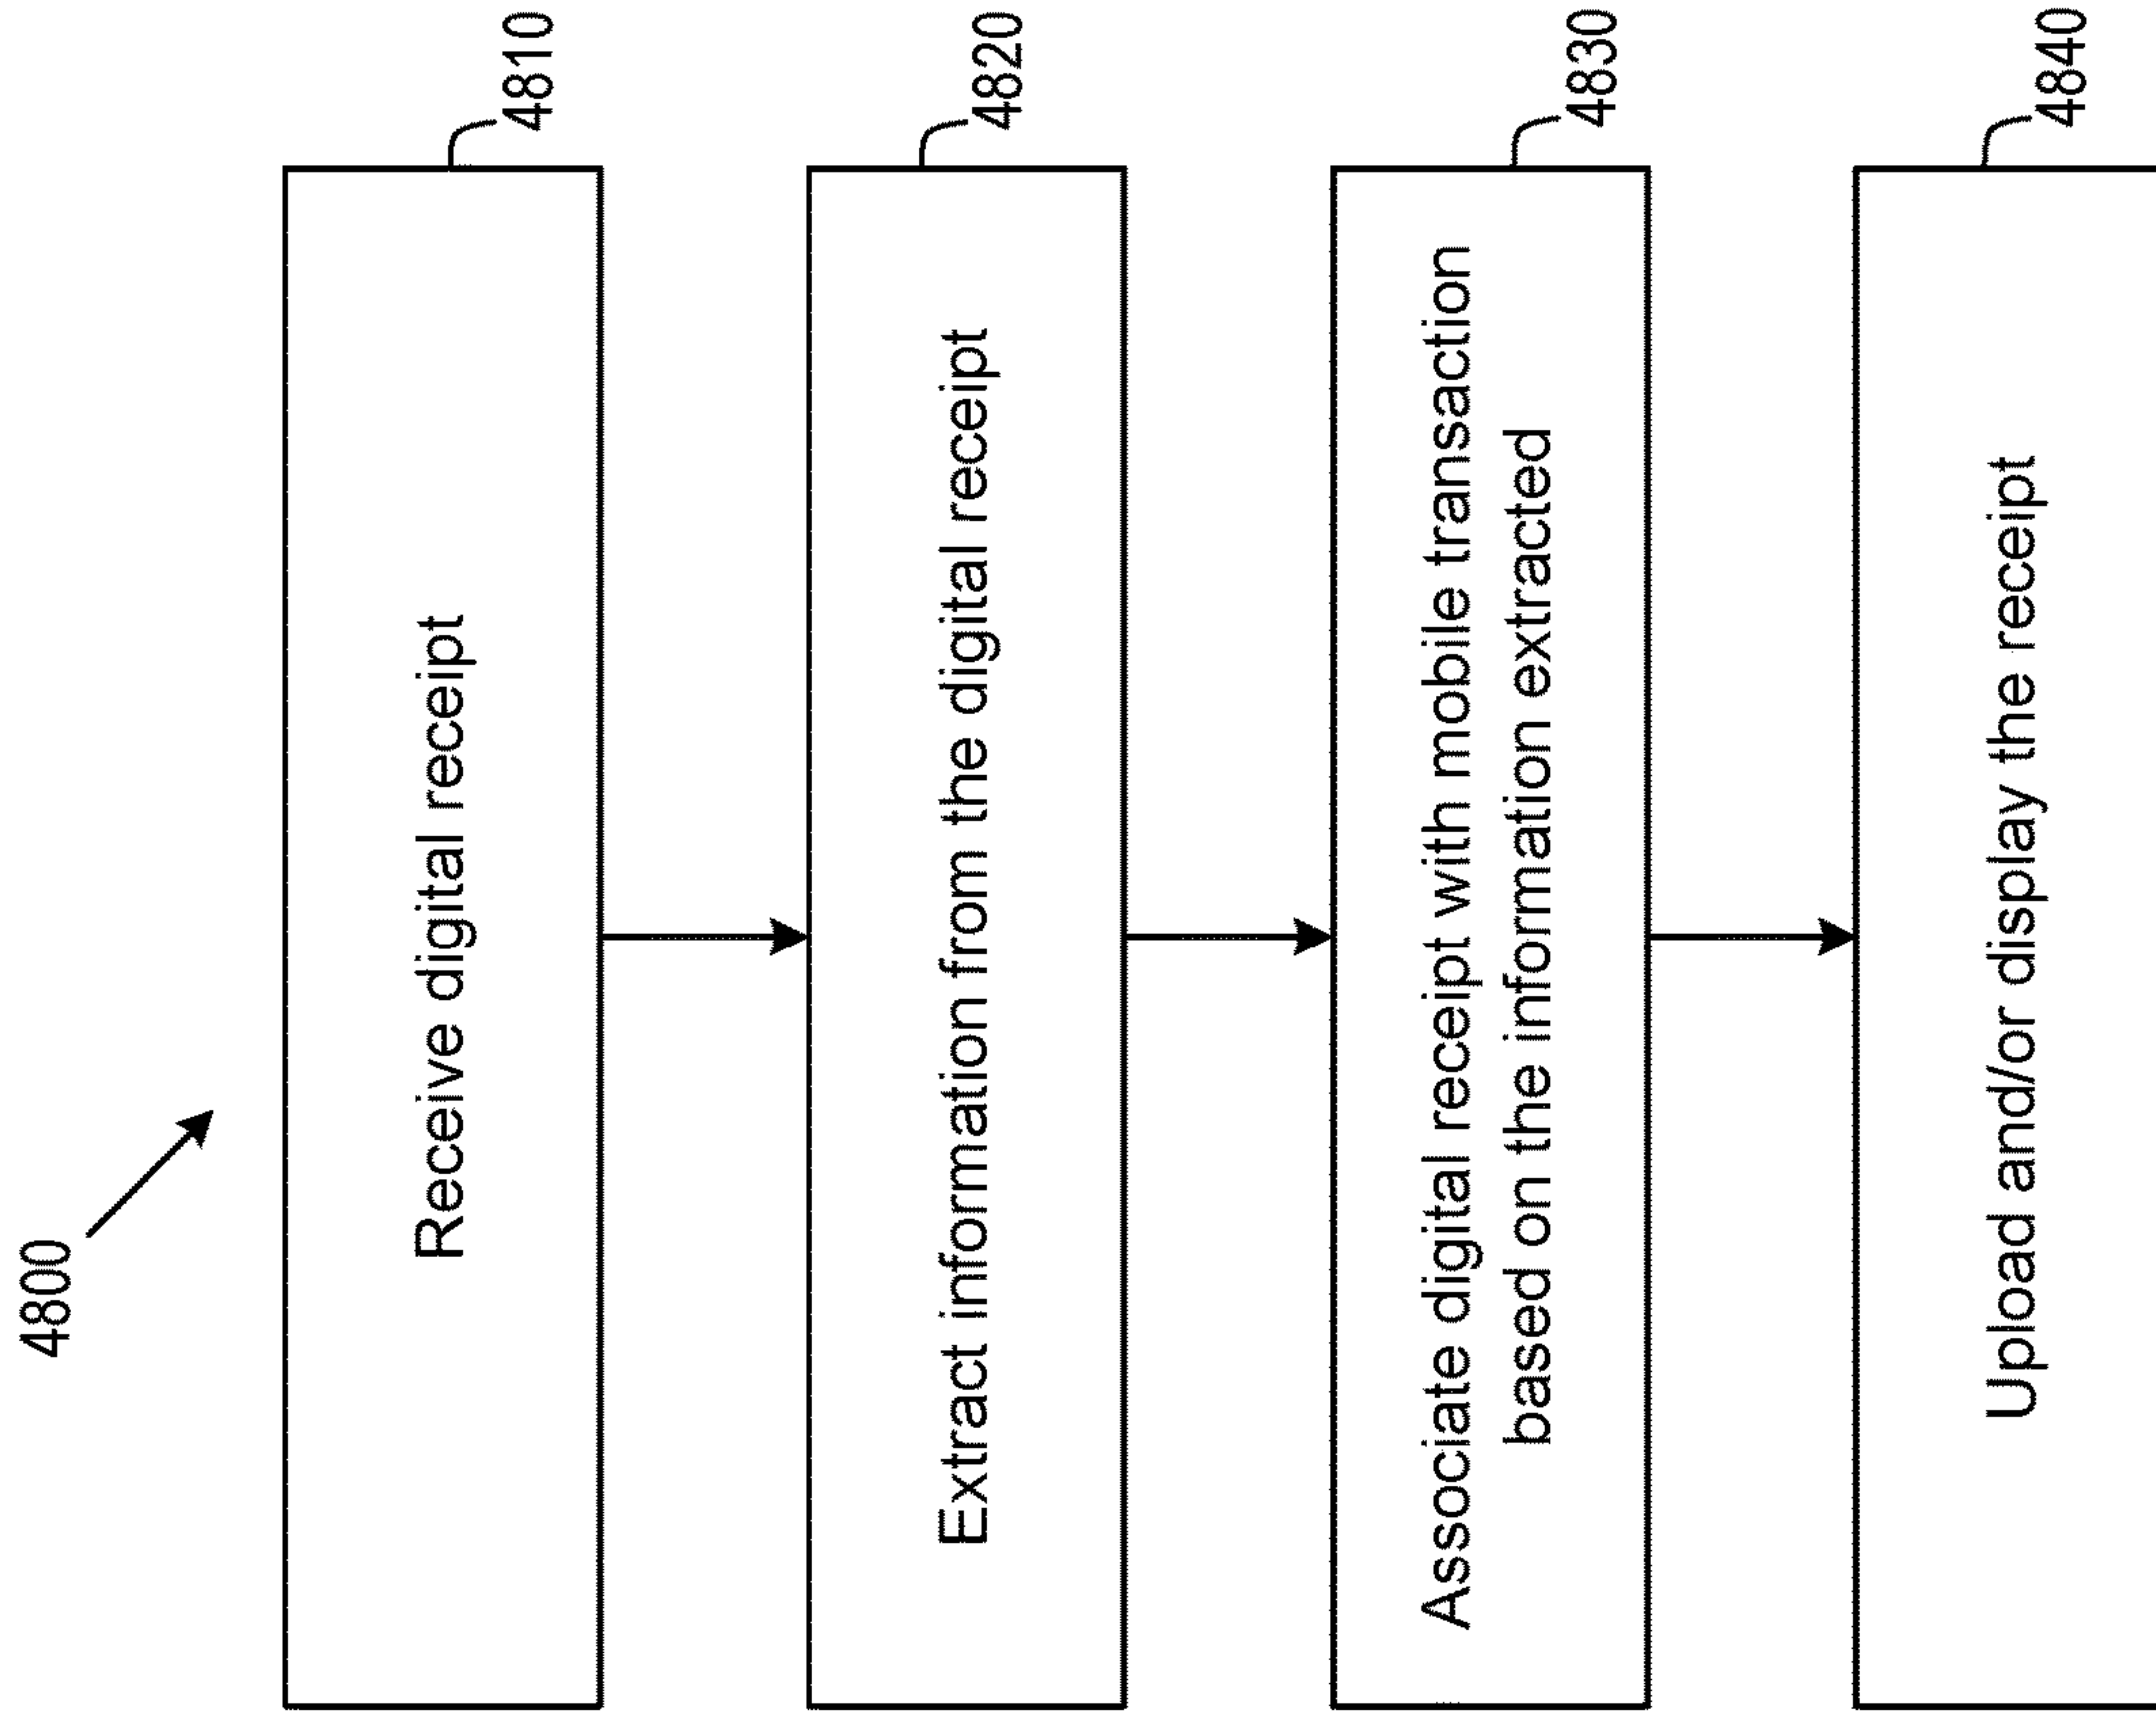 4800
Receive digital receipt
4810
Extract information from the digital receipt
4820
Associate digital receipt with mobile transaction
based on the information extracted
4830
Upload and/or display the receipt
4840